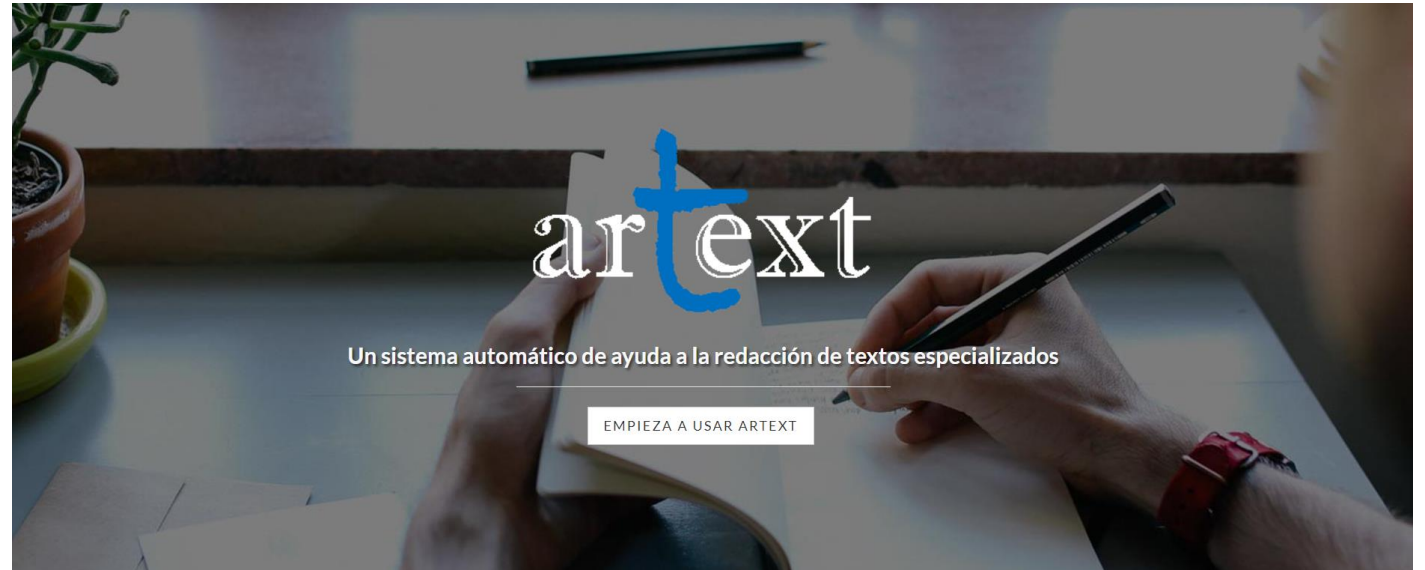 artext
Un sistema automático de ayuda a la redacción de textos especializados
EMPIEZA A USAR ARTEXT